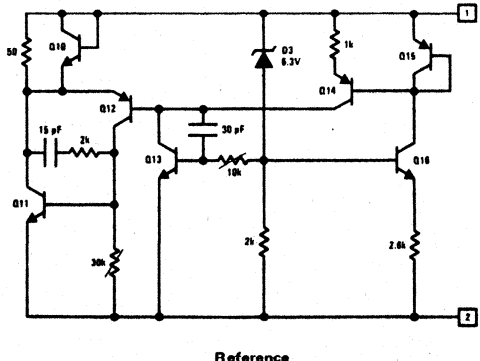 1
50
Q10
D3
6.3V
1k
Q15
Q14
Q12
15 pF
2k
30 pF
Q13
10k
Q16
Q11
30k
2k
2.6k
2
Reference